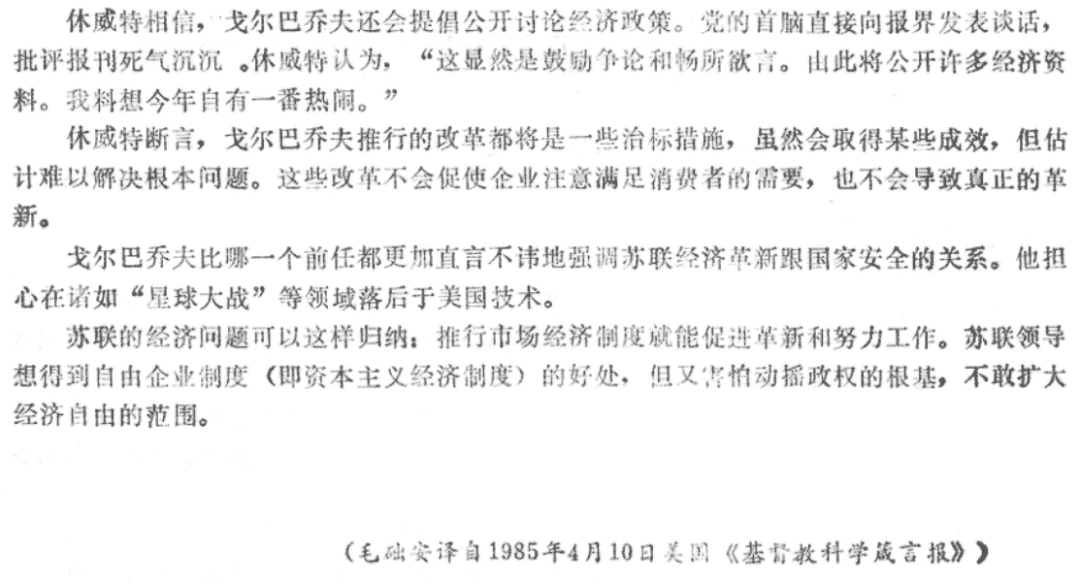 休威特相信，戈尔巴乔夫还会提倡公开讨论经济政策。党的首脑直接向报界发表谈话，
批评报刊死气沉沉。休威特认为，“这显然是鼓励争论和畅所欲言。由此将公开许多经济资
料。我料想今年自有一番热闹。”
休威特断言，戈尔巴乔夫推行的改革都将是一些治标措施，虽然会取得某些成效，但估
计难以解决根本问题。这些改革不会促使企业注意满足消费者的需要，也不会导致真正的革
新。
戈尔巴乔夫比哪一个前任都更加直言不讳地强调苏联经济革新跟国家安全的关系。他担
心在诸如“星球大战”等领域落后于美国技术。
苏联的经济问题可以这样归纳：推行市场经济制度就能促进革新和努力工作。苏联领导
想得到自由企业制度（即资本主义经济制度）的好处，但又害怕动摇政权的根基，不敢扩大
经济自由的范围。
（毛础安译自1985年4月10日美国《基督教科学箴言报》）